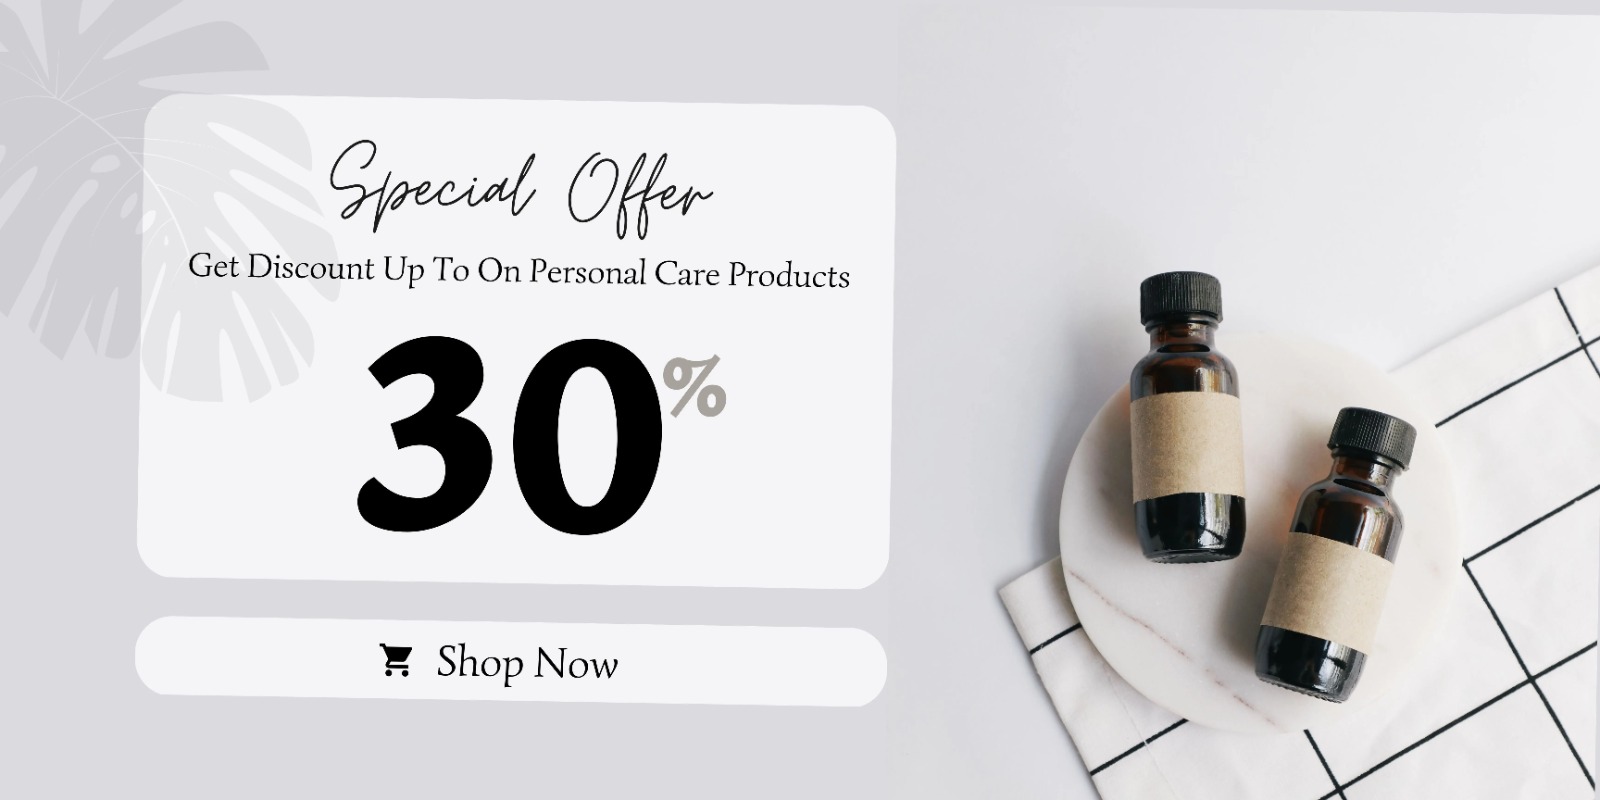 Special Offer
Get Discount Up To On Personal Care Products
30%
Shop Now